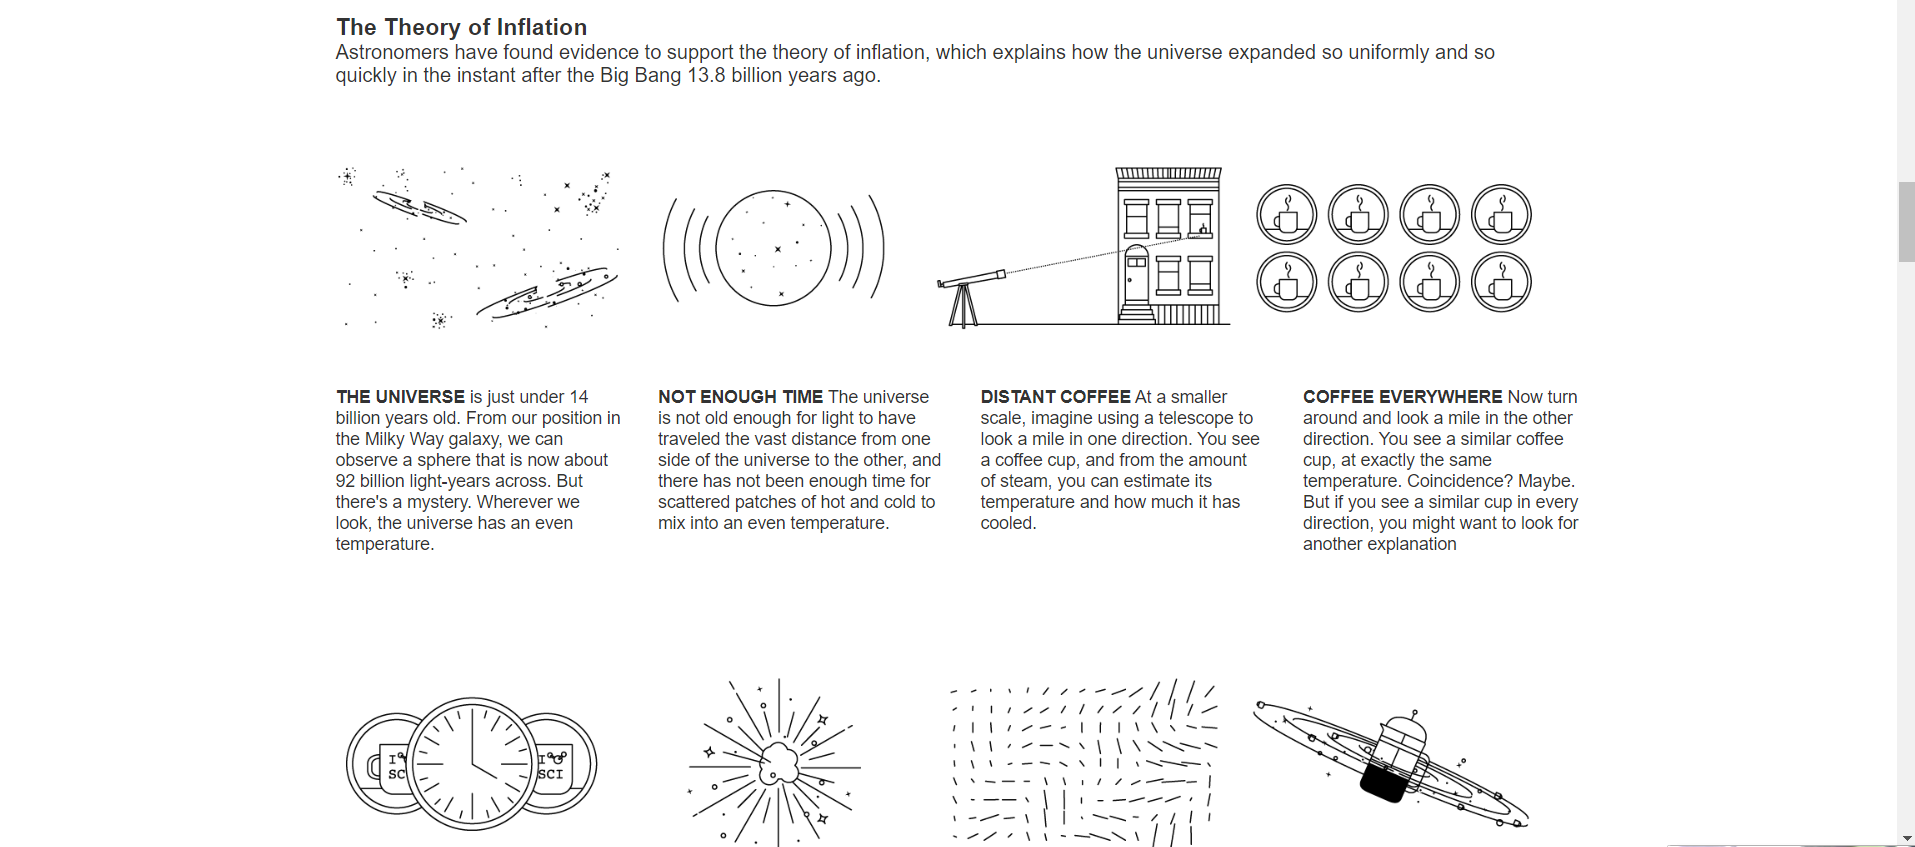 The Theory of Inflation
Astronomers have found evidence to support the theory of inflation, which explains how the universe expanded so uniformly and so
quickly in the instant after the Big Bang 13.8 billion years ago.
THE UNIVERSE is just under 14
billion years old. From our position in
the Milky Way galaxy, we can
observe a sphere that is now about
92 billion light-years across. But
there's a mystery. Wherever we
look, the universe has an even
temperature.
NOT ENOUGH TIME The universe
is not old enough for light to have
traveled the vast distance from one
side of the universe to the other, and
there has not been enough time for
scattered patches of hot and cold to
mix into an even temperature.
DISTANT COFFEE At a smaller
scale, imagine using a telescope to
look a mile in one direction. You see
a coffee cup, and from the amount
of steam, you can estimate its
temperature and how much it has
cooled.
COFFEE EVERYWHERE Now turn
around and look a mile in the other
direction. You see a similar coffee
cup, at exactly the same
temperature. Coincidence? Maybe.
But if you see a similar cup in every
direction, you might want to look for
another explanation
I
SC
I
SCI